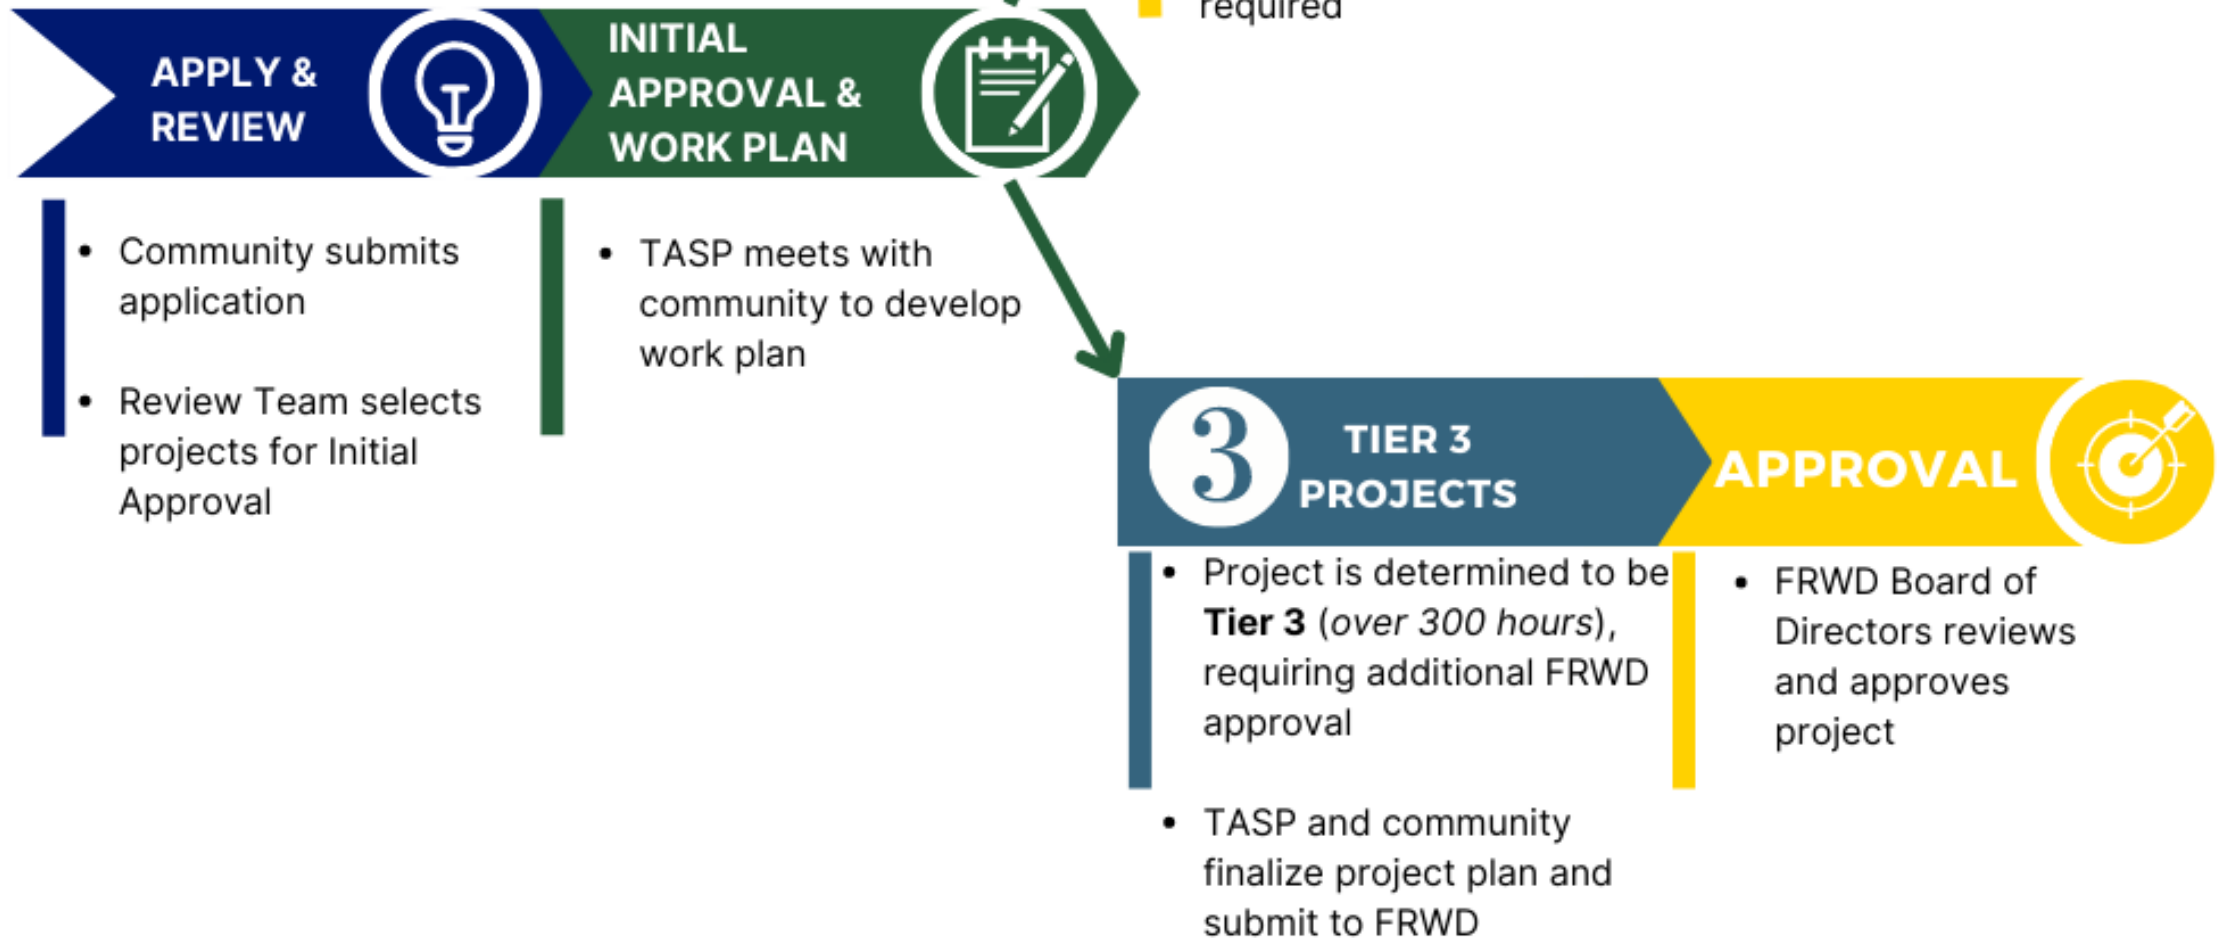 required
APPLY &
REVIEW
INITIAL
APPROVAL &
WORK PLAN
• Community submits
application
• Review Team selects
projects for Initial
Approval
• TASP meets with
community to develop
work plan
3
TIER 3
PROJECTS
APPROVAL
• Project is determined to be
Tier 3 (over 300 hours),
requiring additional FRWD
approval
• TASP and community
finalize project plan and
submit to FRWD
• FRWD Board of
Directors reviews
and approves
project